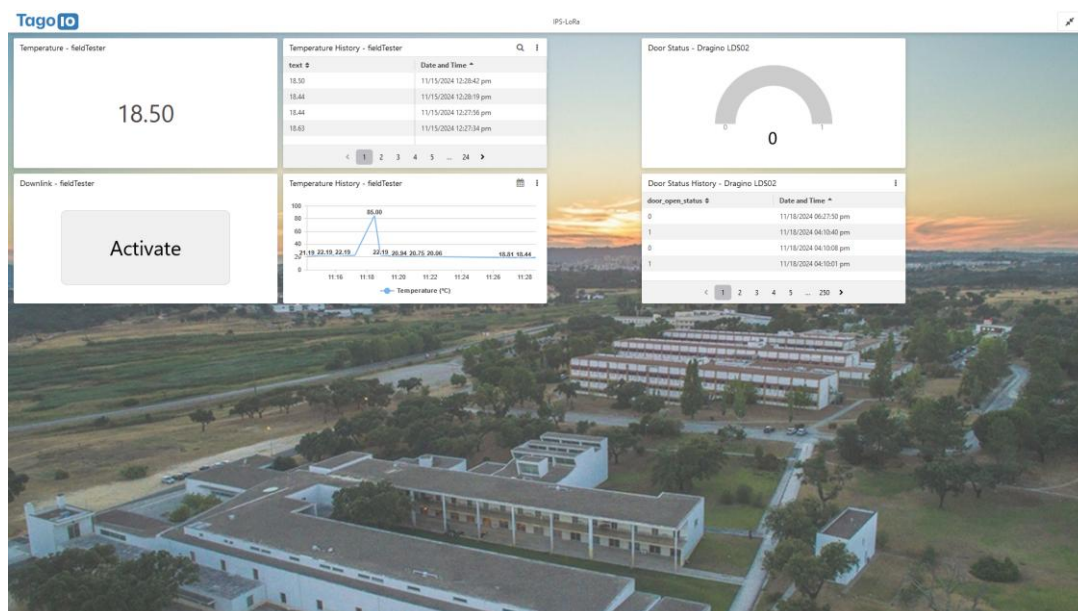 Tago IO
IPS-LoRa
Temperature - fieldTester
18.50
Temperature History - fieldTester
text Date and Time
18.50 11/15/2024 12:28:42 pm
18.44 11/15/2024 12:28:19 pm
18.44 11/15/2024 12:27:56 pm
18.63 11/15/2024 12:27:34 pm
< 1 2 3 4 5 ... 24 >
Door Status - Dragino LDS02
0 1
0
Downlink - fieldTester
Activate
Temperature History - fieldTester
100
80
60
40
20
0
85.00
21.19 22.19 22.19 22.19 20.94 20.75 20.06 18.81 18.44
11:16 11:18 11:20 11:22 11:24 11:26 11:28
Temperature (°C)
Door Status History - Dragino LDS02
door_open_status Date and Time
0 11/18/2024 06:27:50 pm
1 11/18/2024 04:10:40 pm
0 11/18/2024 04:10:08 pm
1 11/18/2024 04:10:01 pm
< 1 2 3 4 5 ... 250 >